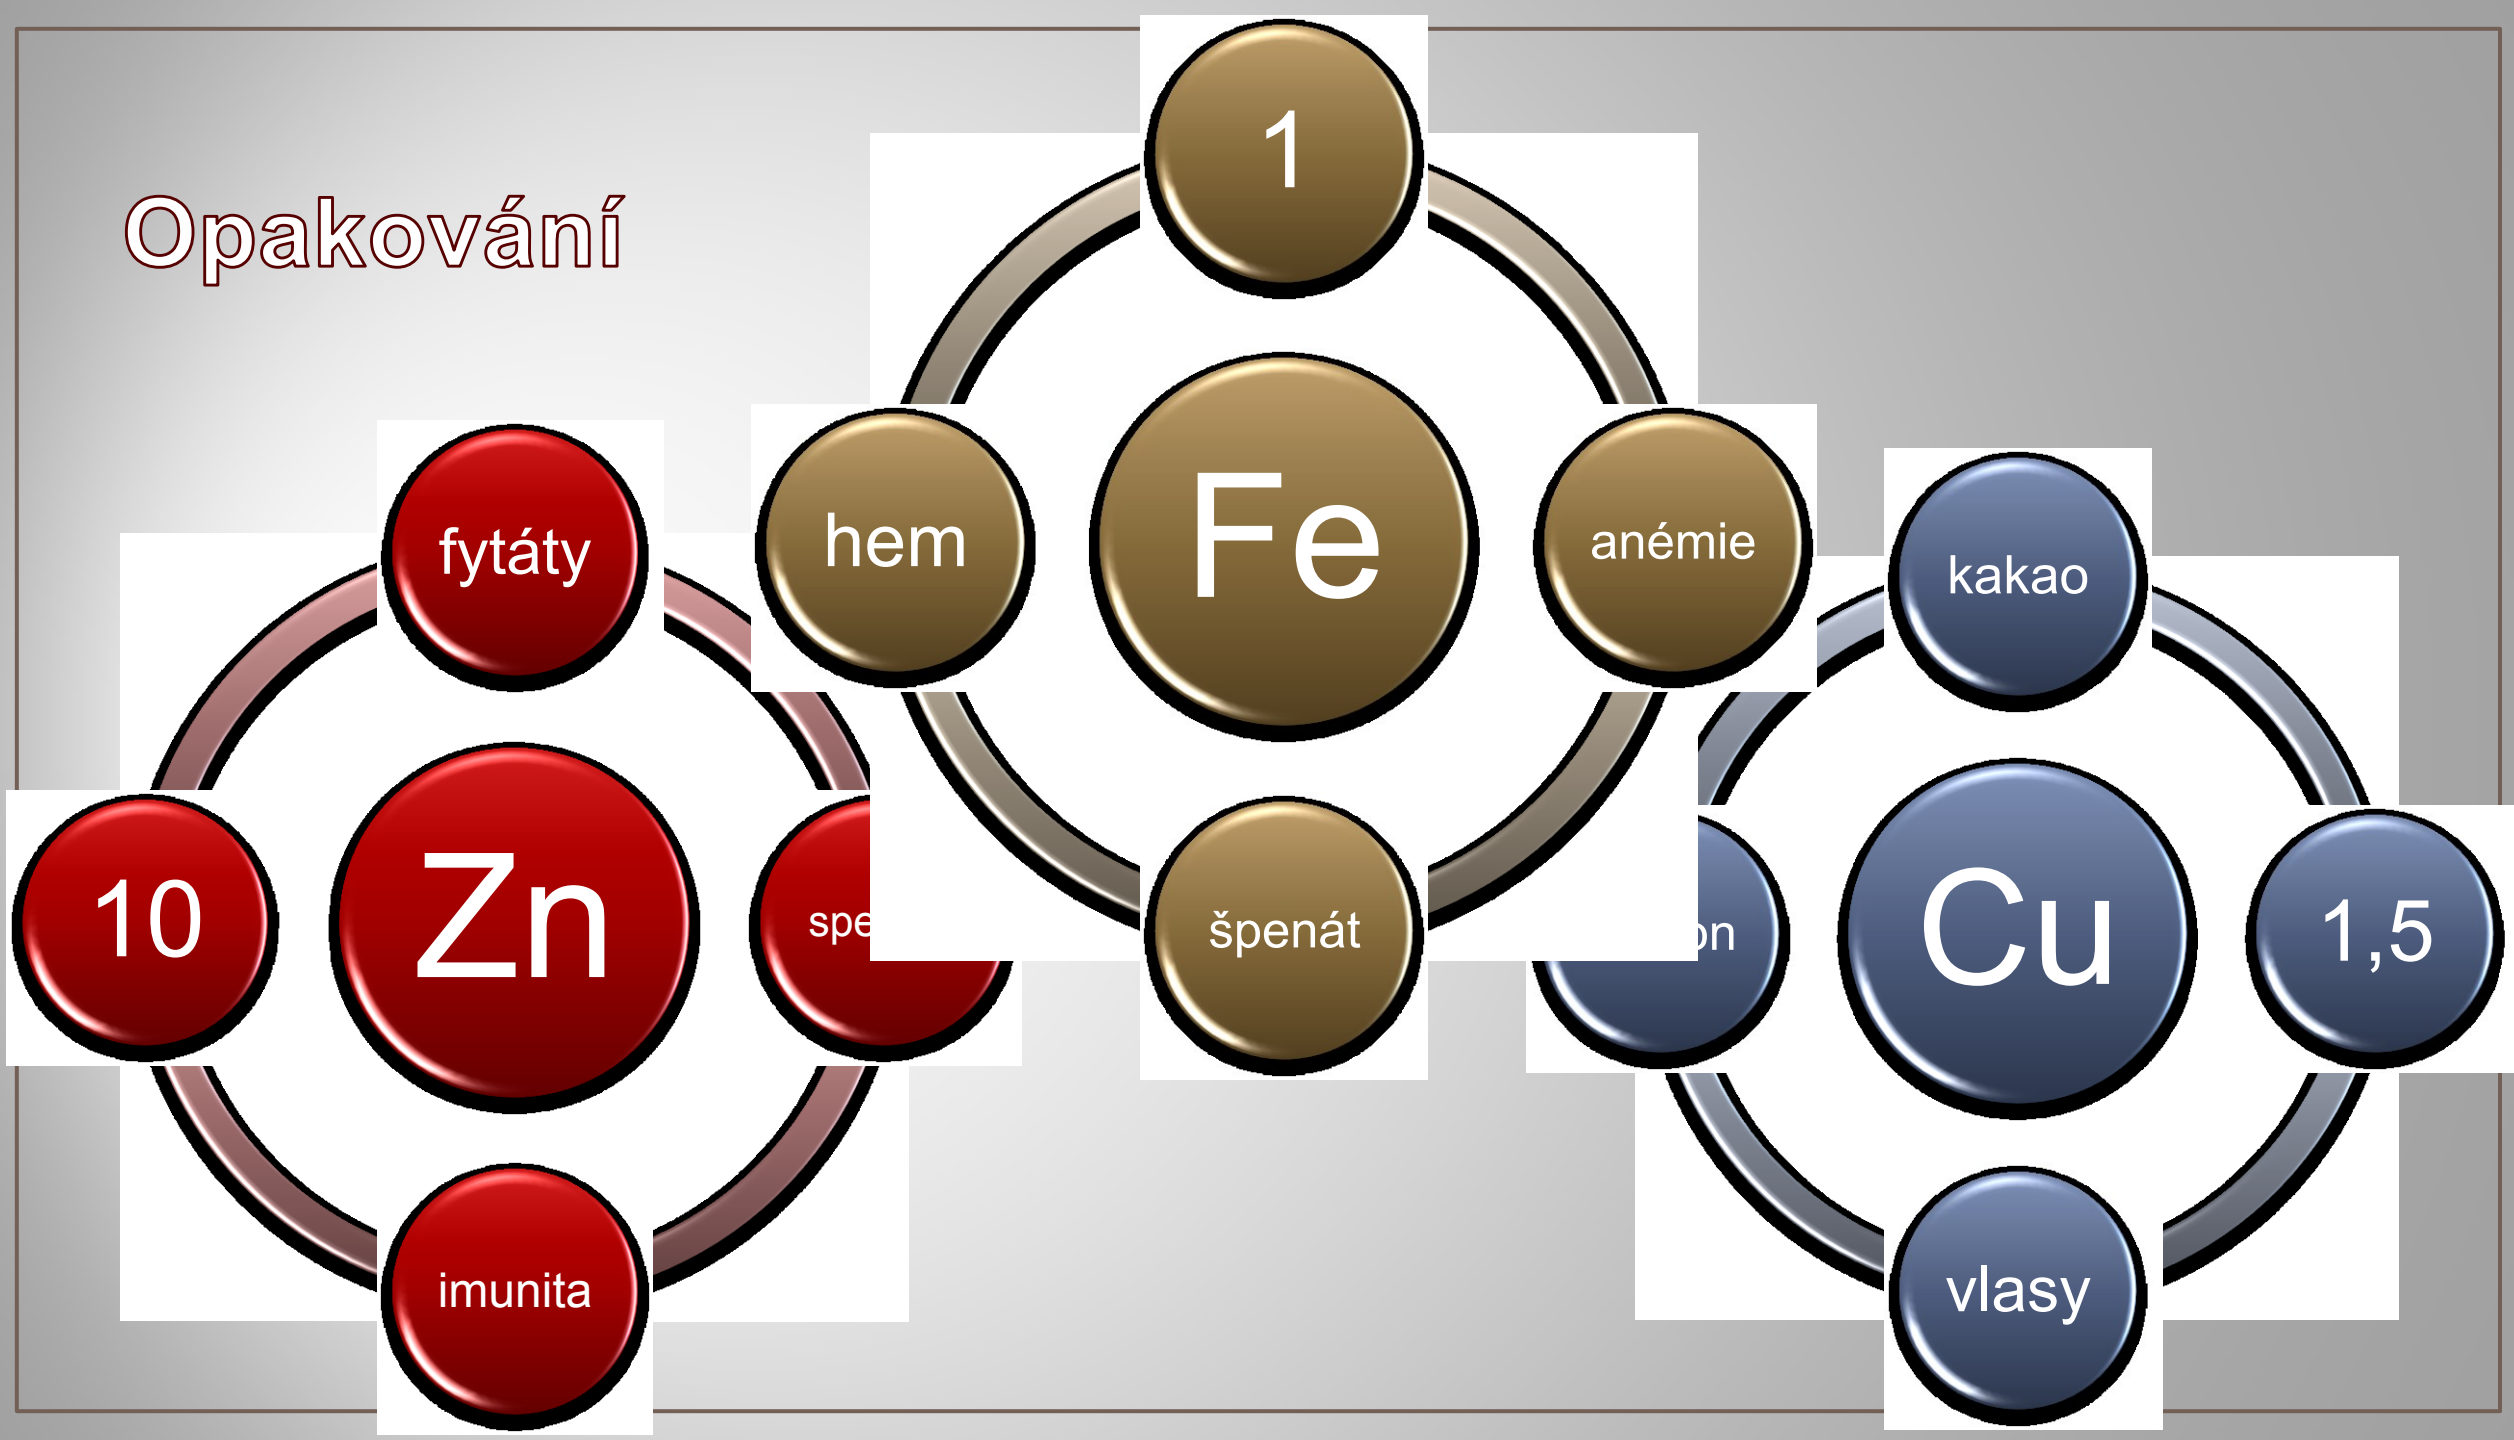 Opakování
1
hem
Fe
anémie
špenát
fytáty
10
Zn
imunita
kakao
Cu
1,5
vlasy